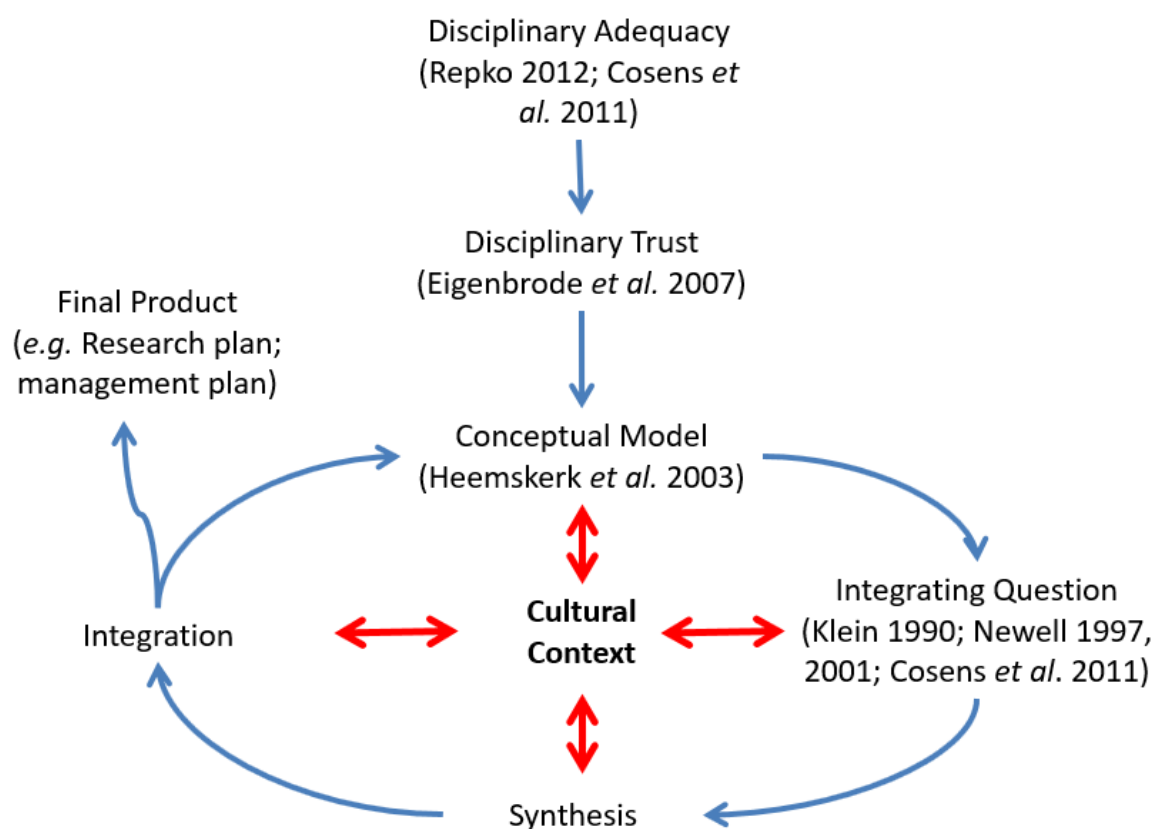 Disciplinary Adequacy
(Repko 2012; Cosens et
al. 2011)
Disciplinary Trust
(Eigenbrode et al. 2007)
Final Product
(e.g. Research plan;
management plan)
Conceptual Model
(Heemskerk et al. 2003)
Integrating Question
(Klein 1990; Newell 1997,
2001; Cosens et al. 2011)
Cultural
Context
Integration
Synthesis